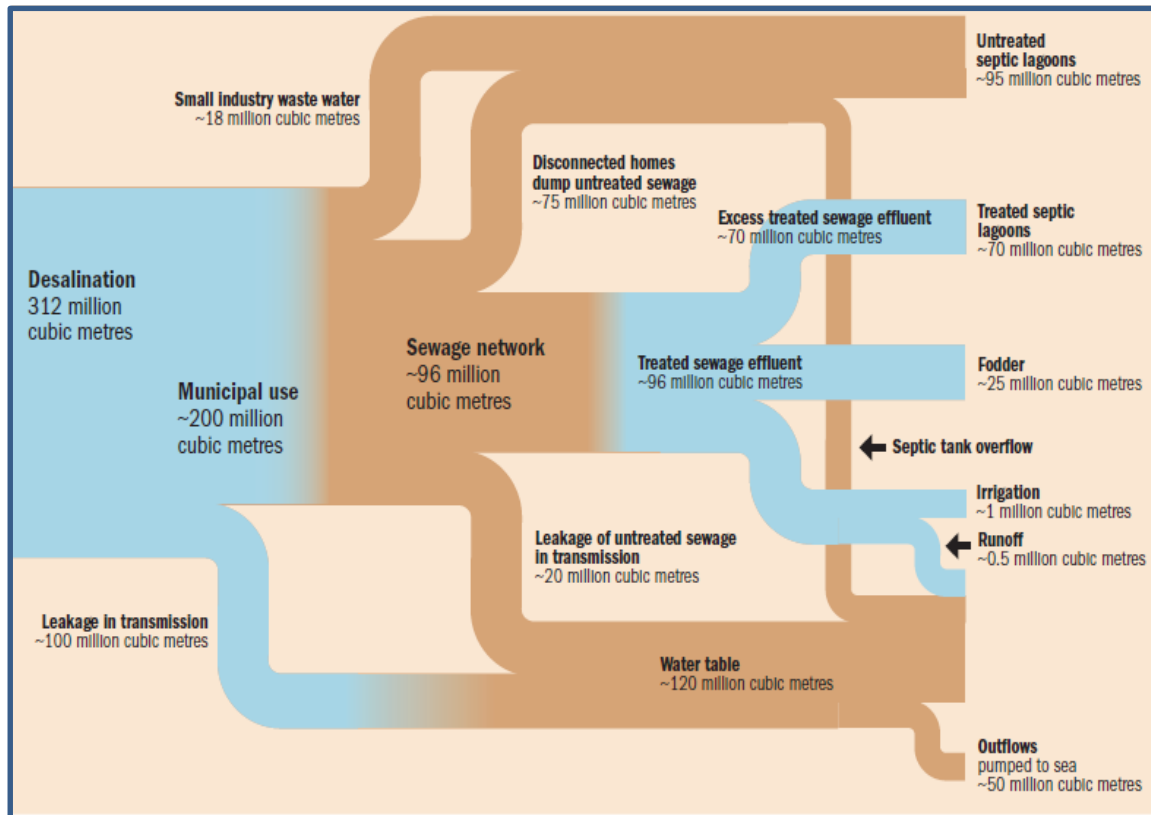 Untreated
septic lagoons
~95 million cubic metres
Small industry waste water
~18 million cubic metres
Disconnected homes
dump untreated sewage
~75 million cubic metres
Excess treated sewage effluent
~70 million cubic metres
Treated septic
lagoons
~70 million cubic metres
Desalination
312 million
cubic metres
Municipal use
~200 million
cubic metres
Sewage network
~96 million
cubic metres
Treated sewage effluent
~96 million cubic metres
Fodder
~25 million cubic metres
Septic tank overflow
Irrigation
~1 million cubic metres
Runoff
~0.5 million cubic metres
Leakage of untreated sewage
in transmission
~20 million cubic metres
Leakage in transmission
~100 million cubic metres
Water table
~120 million cubic metres
Outflows
pumped to sea
~50 million cubic metres